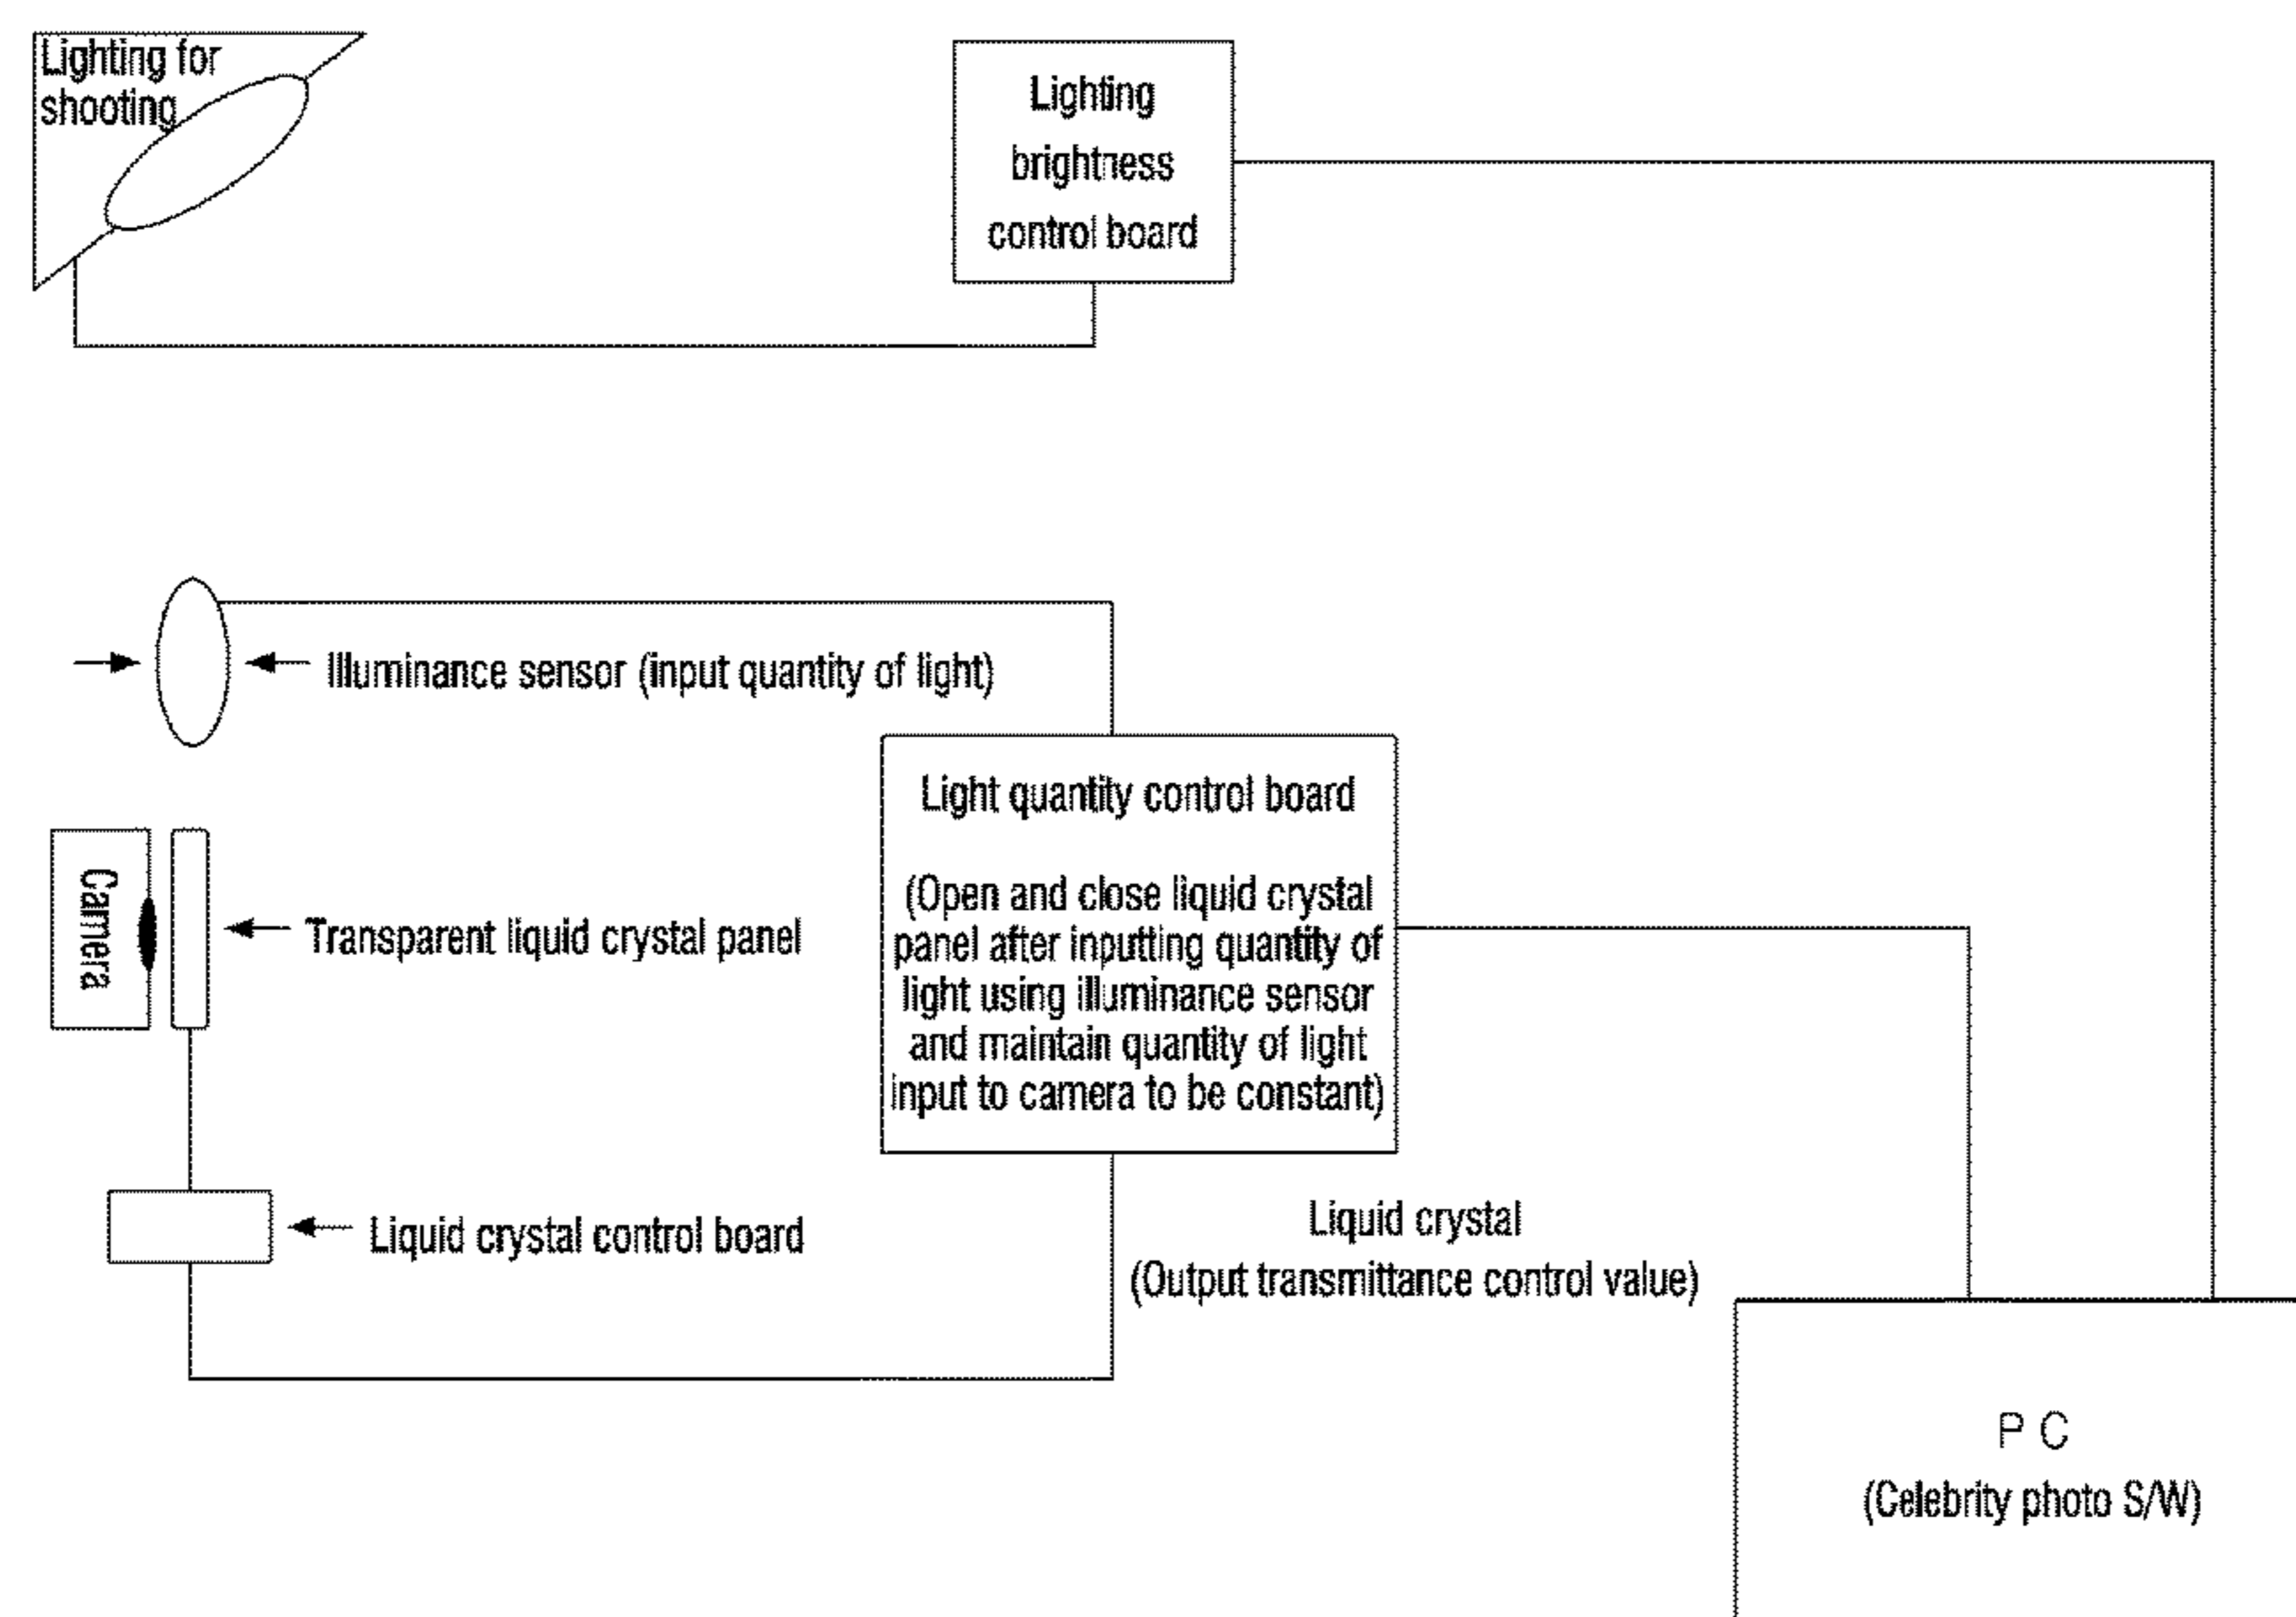 Lighting for
shooting
Lighting
brightness
control board
Illuminance sensor (input quantity of light)
Light quantity control board
(Open and close liquid crystal
panel after inputting quantity of
light using illuminance sensor
and maintain quantity of light
input to camera to be constant)
Camera
Transparent liquid crystal panel
Liquid crystal control board
Liquid crystal
(Output transmittance control value)
P C
(Celebrity photo S/W)